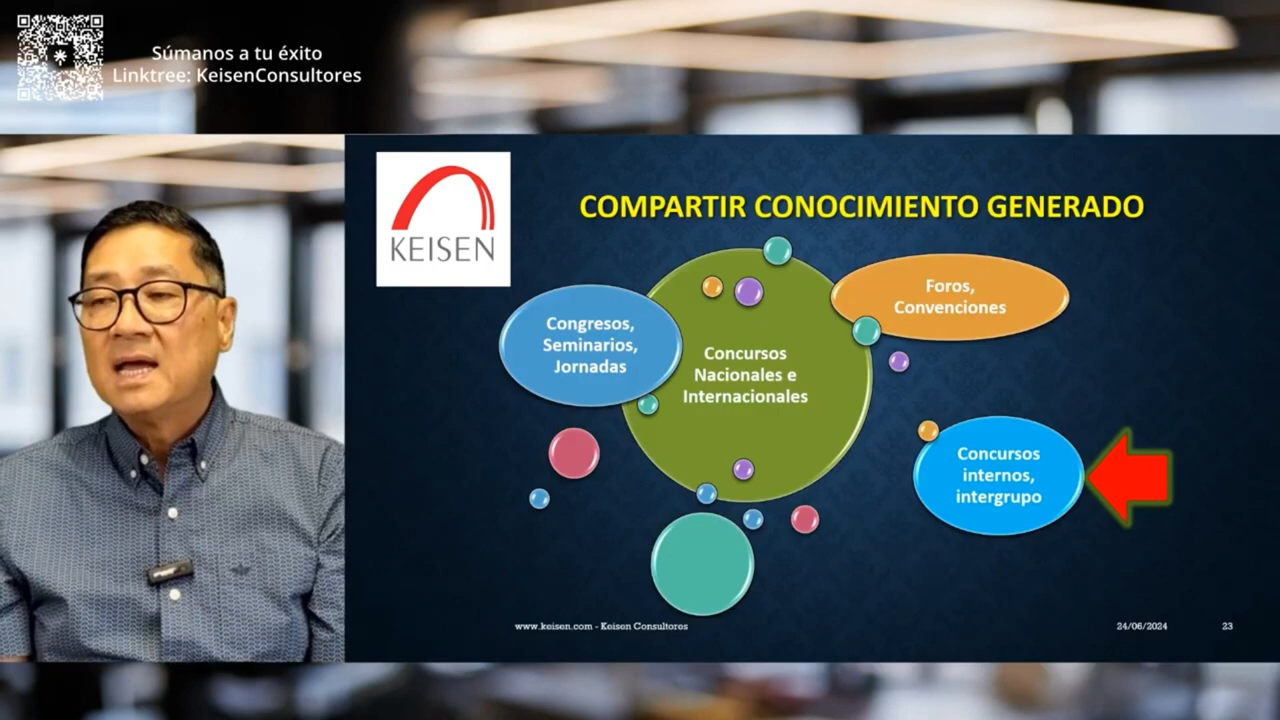 Súmanos a tu éxito
Linktree: KeisenConsultores
KEISEN
COMPARTIR CONOCIMIENTO GENERADO
Congresos,
Seminarios,
Jornadas
Concursos
Nacionales e
Internacionales
Foros,
Convenciones
Concursos
internos,
intergrupo
www.keisen.com - Keisen Consultores
24/06/2024
23